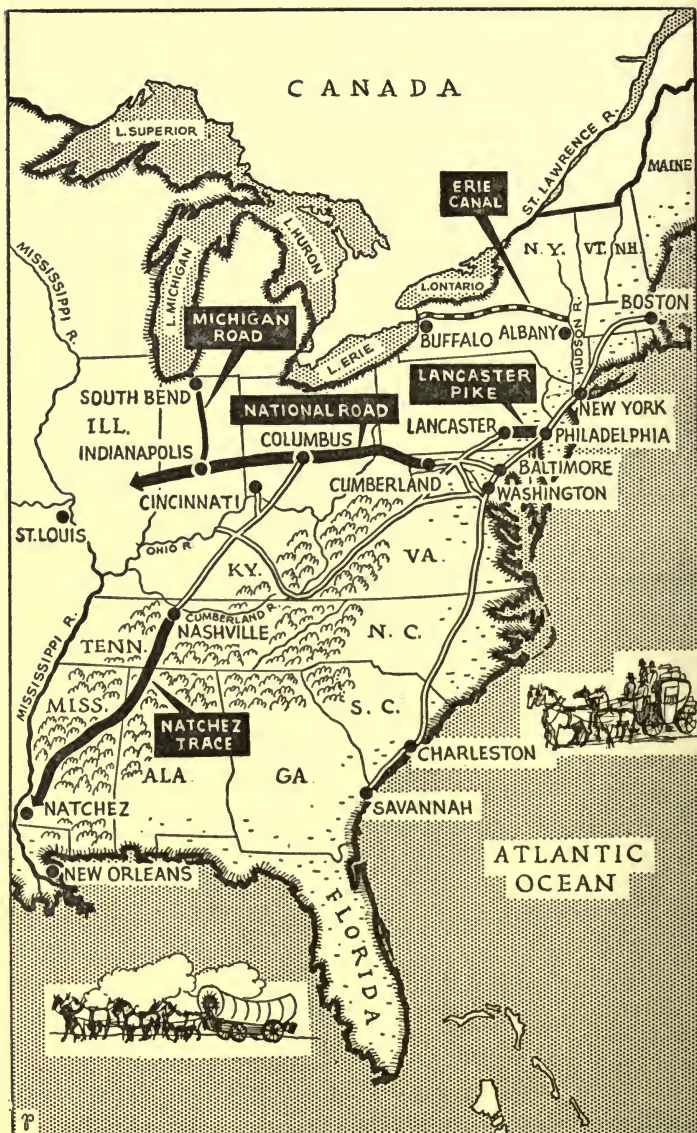 CANADA
L. SUPERIOR
ST. LAWRENCE R.
MAINE
ERIE
CANAL
MISSISSIPPI R.
L. MICHIGAN
L. HURON
N.Y.
VT.
N.H.
L. ONTARIO
MICHIGAN
ROAD
BOSTON
BUFFALO
ALBANY
HUDSON R.
L. ERIE
SOUTH BEND
LANCASTER
PIKE
NEW YORK
ILL.
NATIONAL ROAD
COLUMBUS
LANCASTER
PHILADELPHIA
INDIANAPOLIS
BALTIMORE
CINCINNATI
CUMBERLAND
WASHINGTON
ST. LOUIS
OHIO R.
KY.
VA.
MISSISSIPPI R.
CUMBERLAND R.
NASHVILLE
TENN.
N. C.
MISS.
NATCHEZ
TRACE
S. C.
ALA
GA
CHARLESTON
NATCHEZ
SAVANNAH
NEW ORLEANS
ATLANTIC
OCEAN
FLORIDA